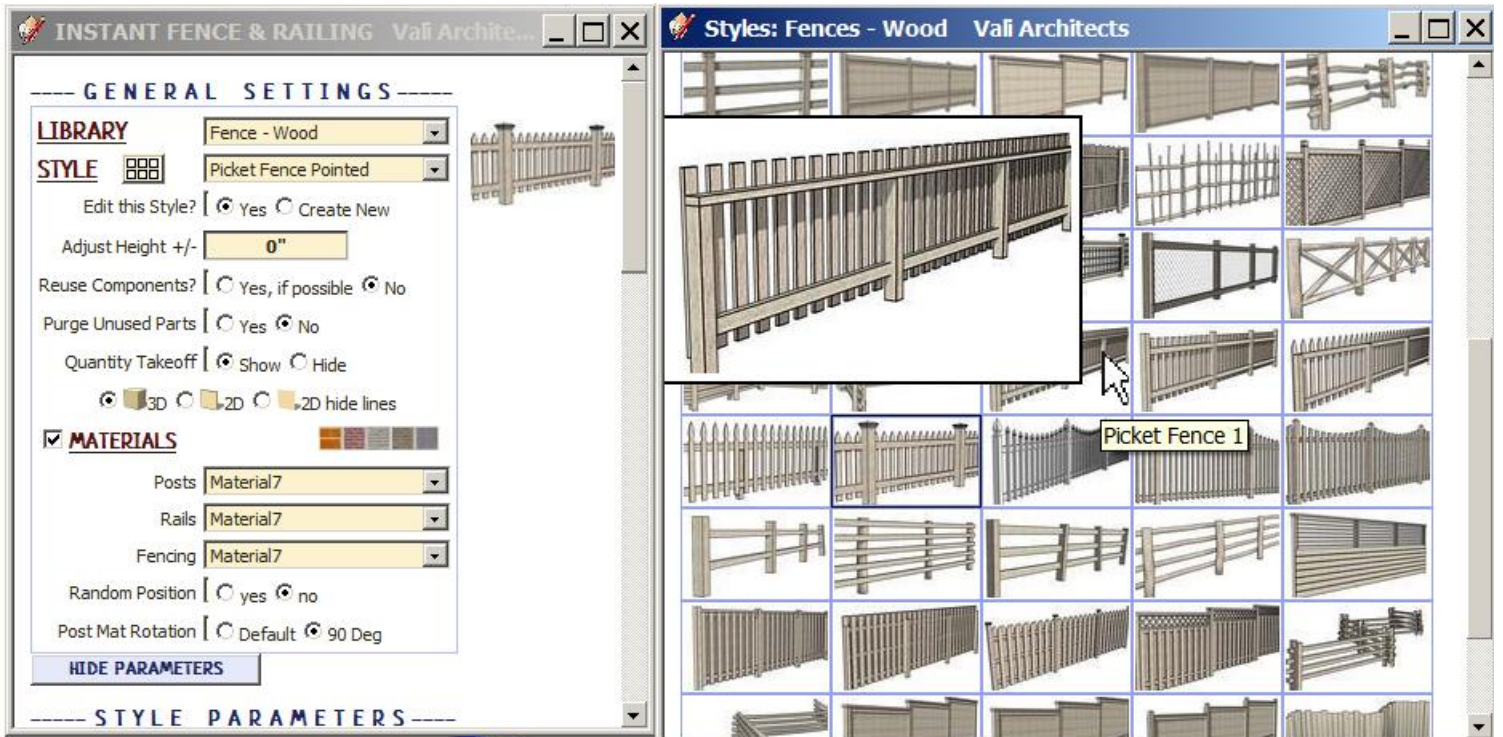 INSTANT FENCE & RAILING Vali Archite...
---- GENERAL SETTINGS-----
LIBRARY Fence - Wood
STYLE Picket Fence Pointed
Edit this Style? [ Yes Create New
Adjust Height +/- 0"
Reuse Components? [ Yes, if possible No
Purge Unused Parts [ Yes No
Quantity Takeoff [ Show Hide
3D 2D 2D hide lines
MATERIALS
Posts Material7
Rails Material7
Fencing Material7
Random Position [ yes no
Post Mat Rotation [ Default 90 Deg
HIDE PARAMETERS
----- STYLE PARAMETERS----
Styles: Fences - Wood Vali Architects
Picket Fence 1